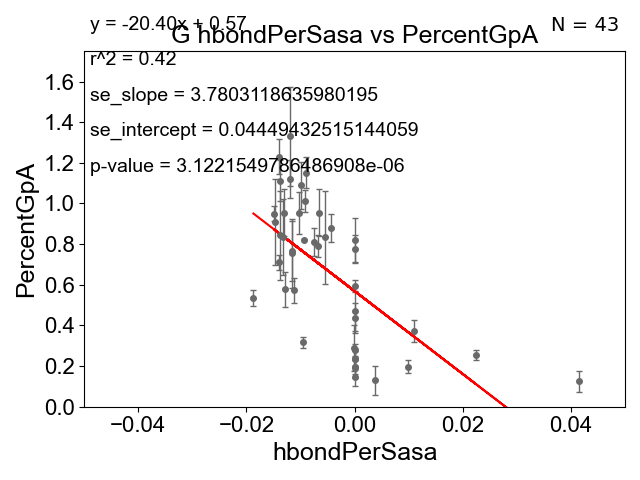 y = -20.40x + 0.57
N = 43
G hbondPerSasa vs PercentGpA
r^2 = 0.42
se_slope = 3.7803118635980195
se_intercept = 0.04449432515144059
p-value = 3.1221549786486908e-06
PercentGpA
1.6
1.4
1.2
1.0
0.8
0.6
0.4
0.2
0.0
−0.04 −0.02 0.00 0.02 0.04
hbondPerSasa